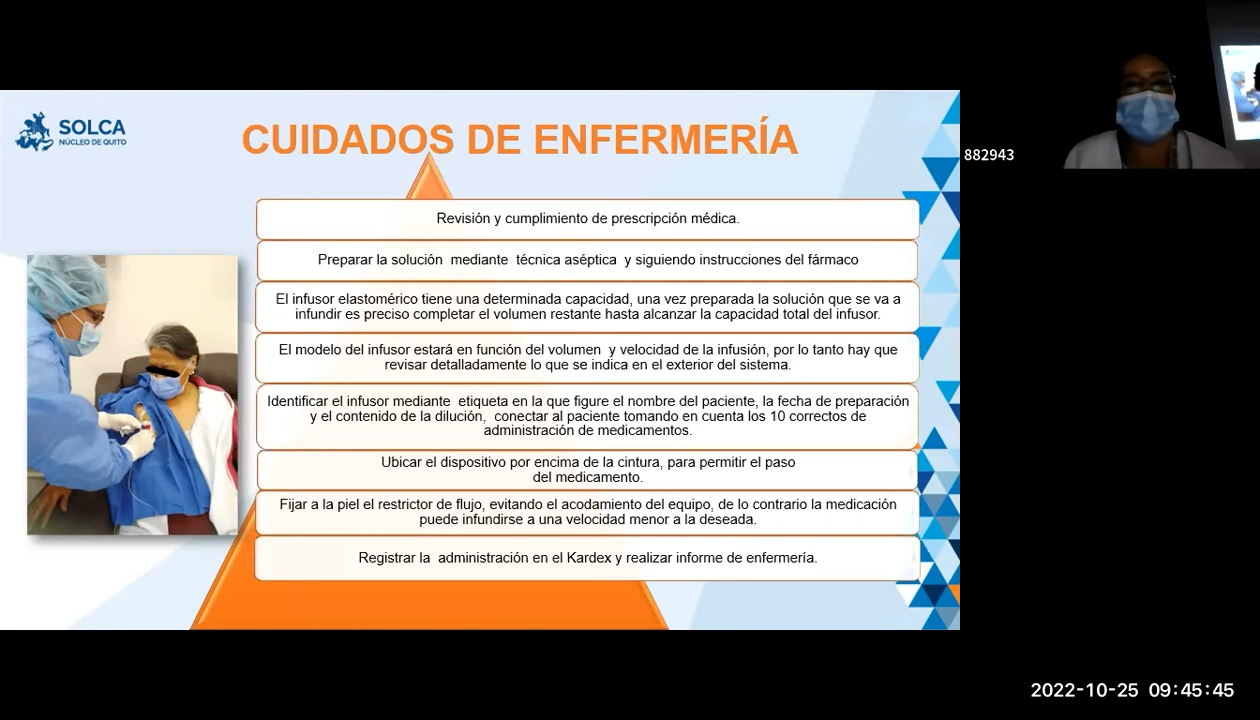 SOLCA
NÚCLEO DE QUITO
CUIDADOS DE ENFERMERÍA
882943
Revisión y cumplimiento de prescripción médica.
Preparar la solución mediante técnica aséptica y siguiendo instrucciones del fármaco
El infusor elastomérico tiene una determinada capacidad, una vez preparada la solución que se va a
infundir es preciso completar el volumen restante hasta alcanzar la capacidad total del infusor.
El modelo del infusor estará en función del volumen y velocidad de la infusión, por lo tanto hay que
revisar detalladamente lo que se indica en el exterior del sistema.
Identificar el infusor mediante etiqueta en la que figure el nombre del paciente, la fecha de preparación
y el contenido de la dilución, conectar al paciente tomando en cuenta los 10 correctos de
administración de medicamentos.
Ubicar el dispositivo por encima de la cintura, para permitir el paso
del medicamento.
Fijar a la piel el restrictor de flujo, evitando el acodamiento del equipo, de lo contrario la medicación
puede infundirse a una velocidad menor a la deseada.
Registrar la administración en el Kardex y realizar informe de enfermería.
2022-10-25 09:45:45